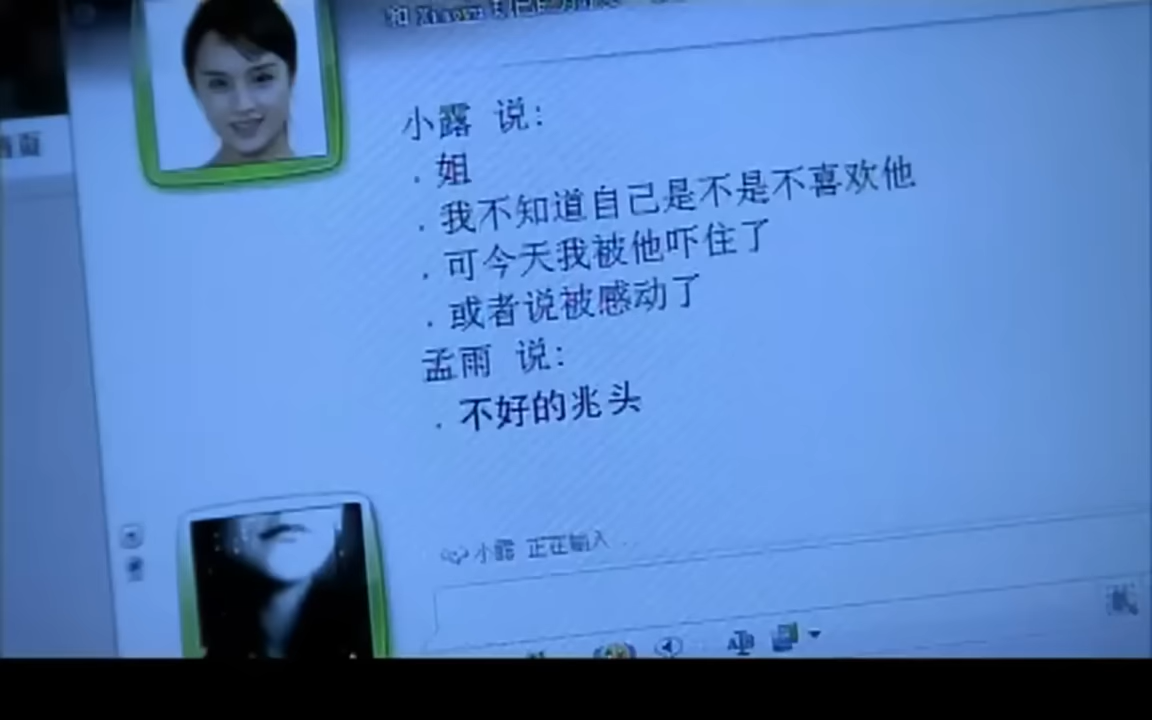 小露 说:
. 姐
. 我不知道自己是不是不喜欢他
. 可今天我被他吓住了
. 或者说被感动了
孟雨 说:
. 不好的兆头
小露 正在输入